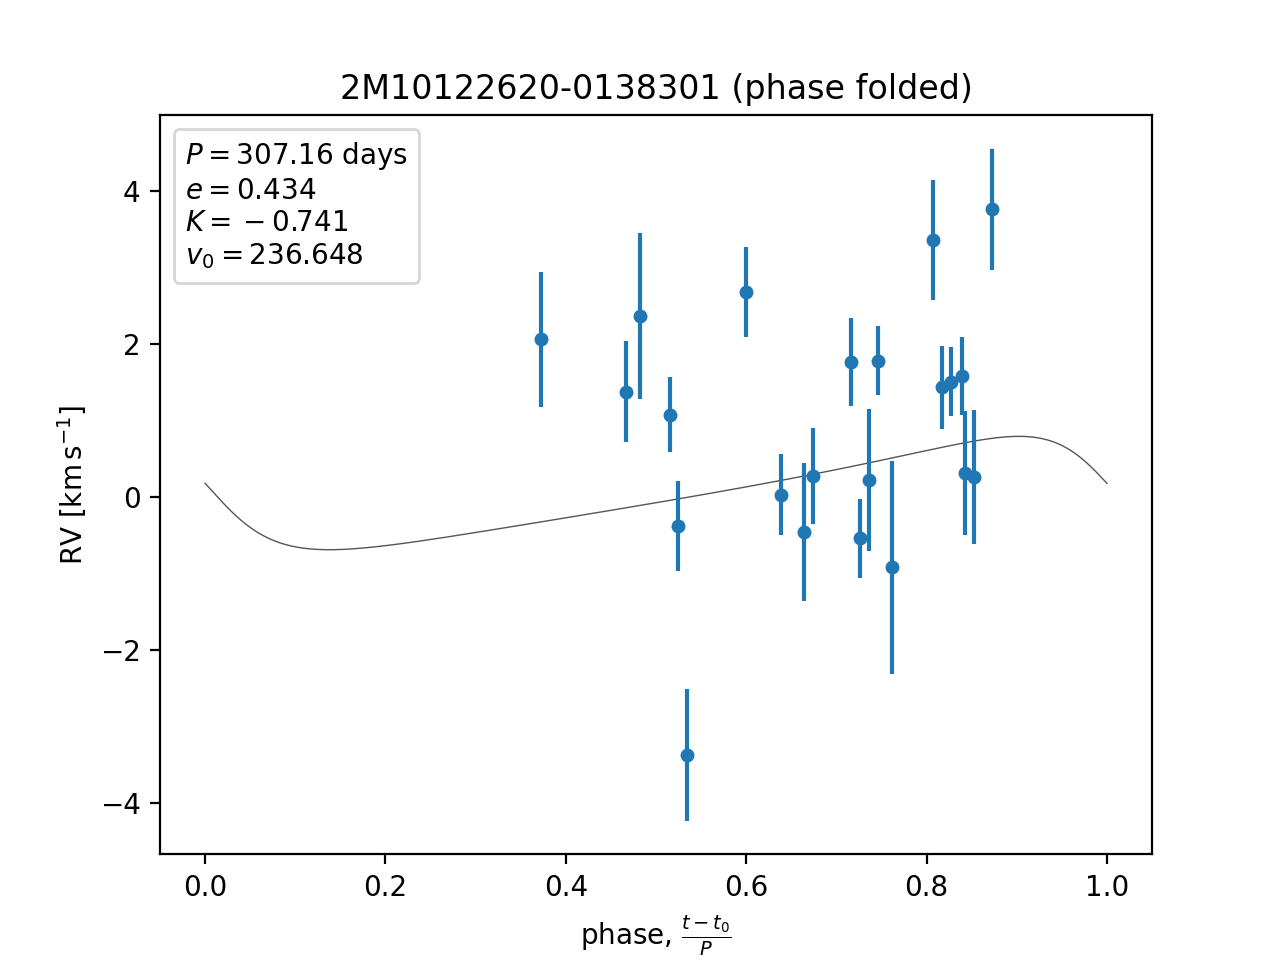 2M10122620-0138301 (phase folded)
P = 307.16 days
e = 0.434
K = −0.741
v₀ = 236.648
4
2
0
−2
−4
RV [km s⁻¹]
0.0 0.2 0.4 0.6 0.8 1.0
phase, (t − t₀)/P